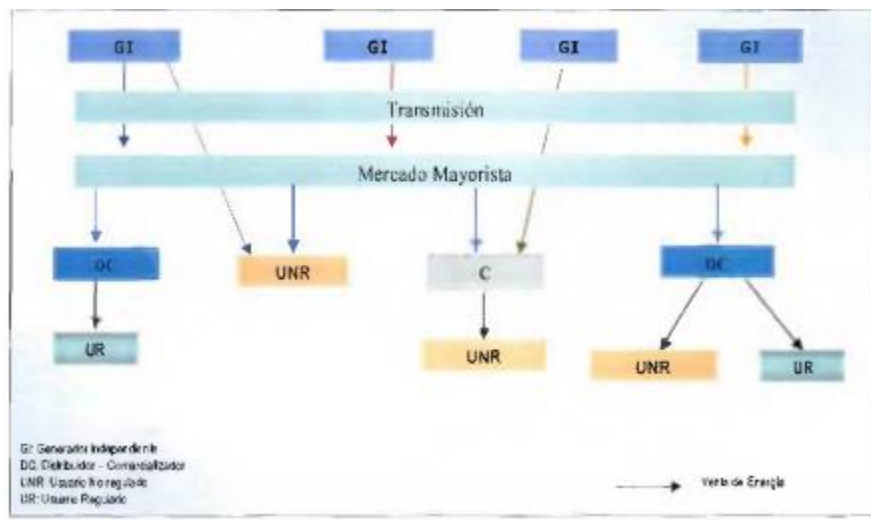 GI GI GI GI
Transmisión
Mercado Mayorista
DC UNR C DC
UR UNR UNR UR
GI: Generador Independiente
DC: Distribuidor - Comercializador
UNR: Usuario No regulado
UR: Usuario Regulado
Venta de Energía